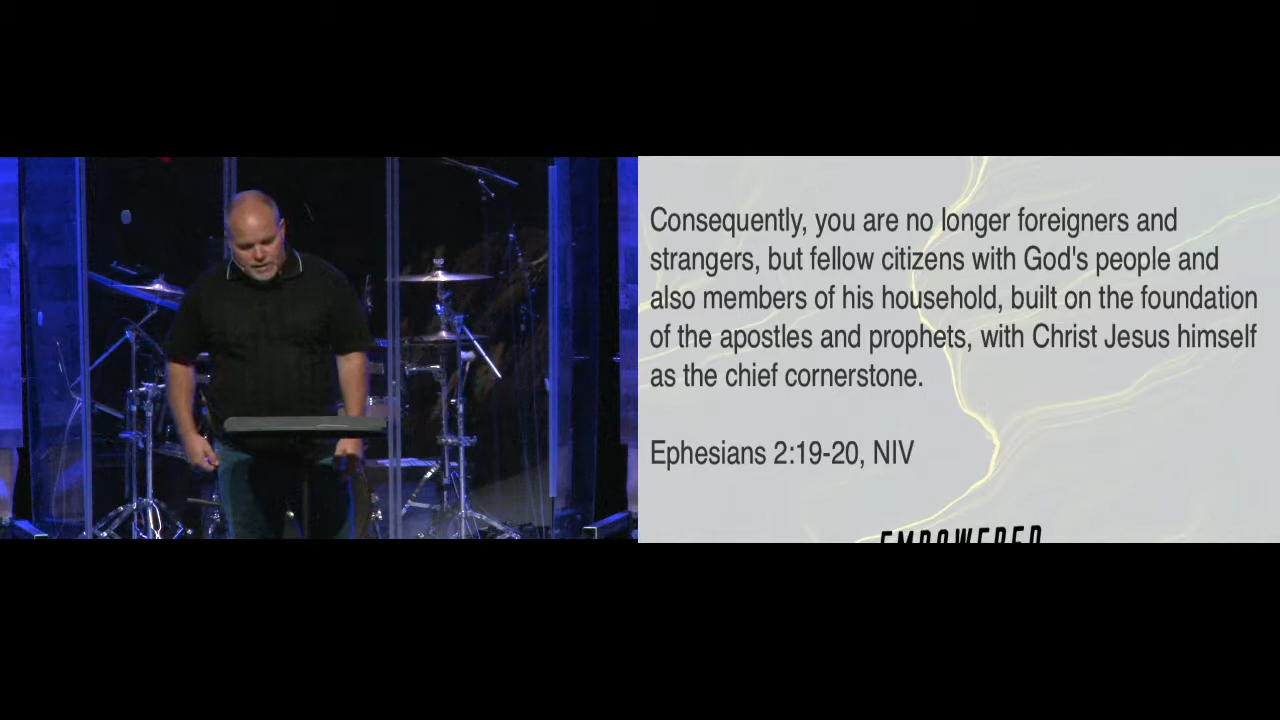 Consequently, you are no longer foreigners and
strangers, but fellow citizens with God's people and
also members of his household, built on the foundation
of the apostles and prophets, with Christ Jesus himself
as the chief cornerstone.
Ephesians 2:19-20, NIV
EMPOWERED